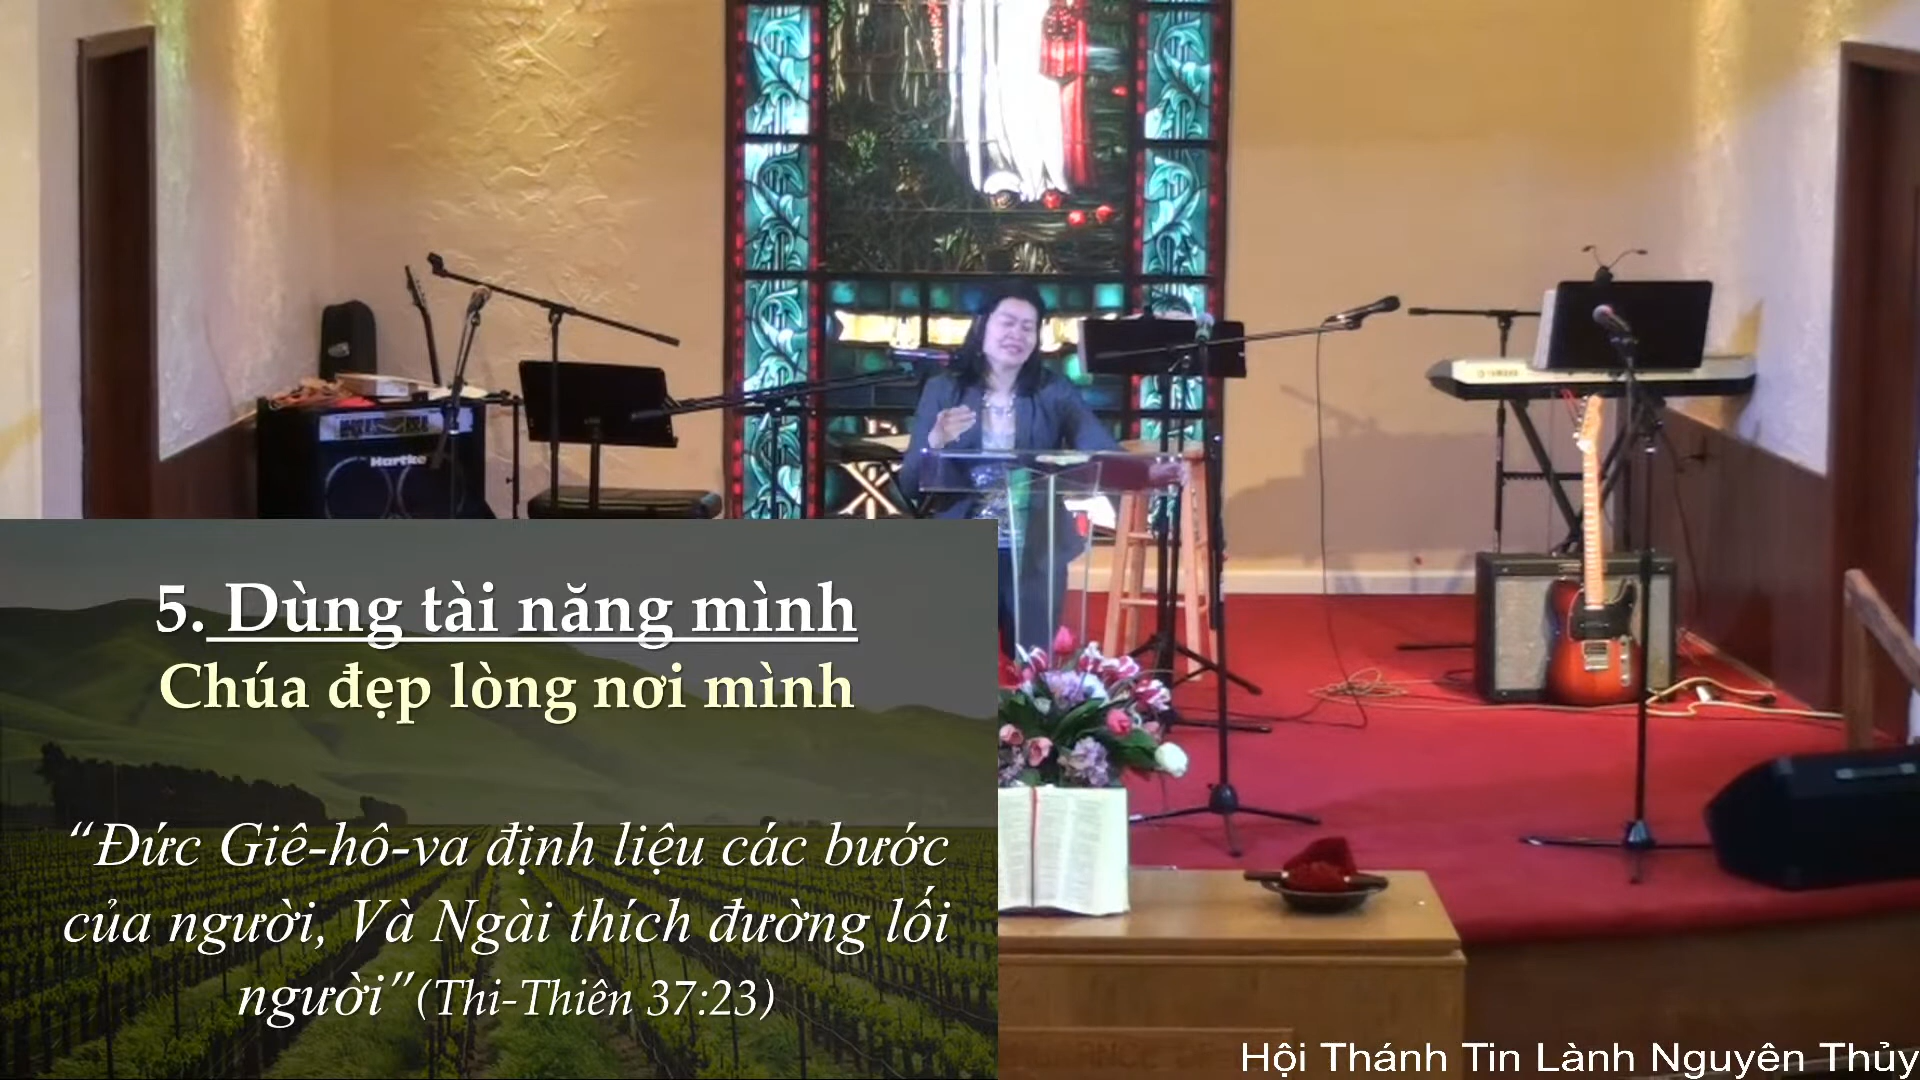 Hartke
YAMAHA
5. Dùng tài năng mình
Chúa đẹp lòng nơi mình
“Đức Giê-hô-va định liệu các bước
của người, Và Ngài thích đường lối
người”(Thi-Thiên 37:23)
Hội Thánh Tin Lành Nguyên Thủy